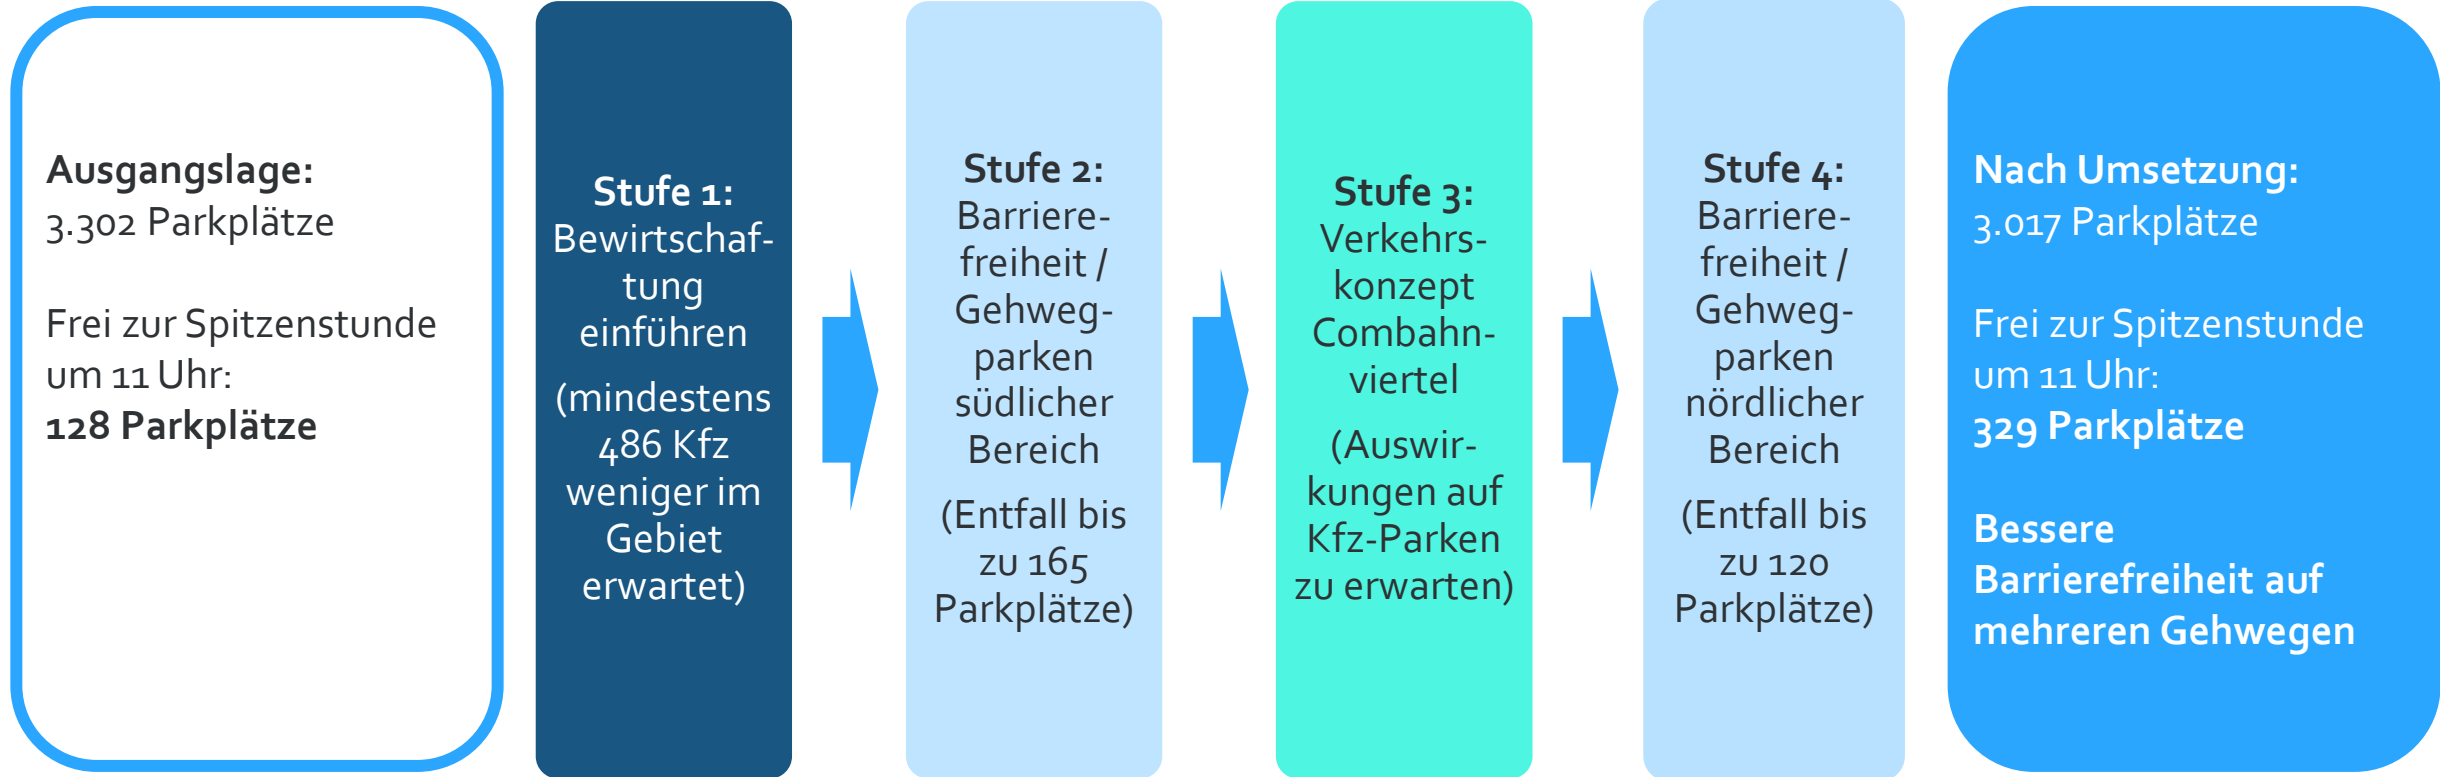 Ausgangslage:
3.302 Parkplätze
Frei zur Spitzenstunde
um 11 Uhr:
128 Parkplätze
Stufe 1:
Bewirtschaf-
tung
einführen
(mindestens
486 Kfz
weniger im
Gebiet
erwartet)
Stufe 2:
Barriere-
freiheit /
Gehweg-
parken
südlicher
Bereich
(Entfall bis
zu 165
Parkplätze)
Stufe 3:
Verkehrs-
konzept
Combahn-
viertel
(Auswir-
kungen auf
Kfz-Parken
zu erwarten)
Stufe 4:
Barriere-
freiheit /
Gehweg-
parken
nördlicher
Bereich
(Entfall bis
zu 120
Parkplätze)
Nach Umsetzung:
3.017 Parkplätze
Frei zur Spitzenstunde
um 11 Uhr:
329 Parkplätze
Bessere
Barrierefreiheit auf
mehreren Gehwegen